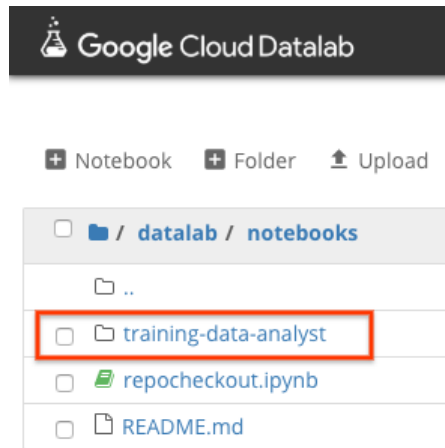 Google Cloud Datalab
Notebook Folder Upload
/ datalab / notebooks
..
training-data-analyst
repocheckout.ipynb
README.md